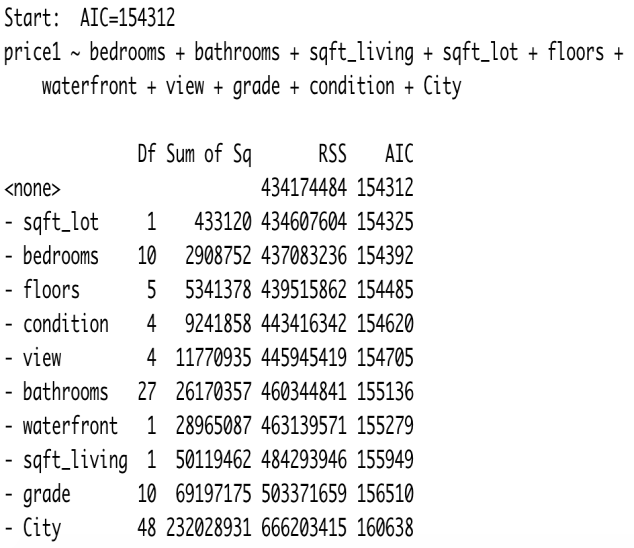 Start:  AIC=154312
price1 ~ bedrooms + bathrooms + sqft_living + sqft_lot + floors +
    waterfront + view + grade + condition + City
              Df Sum of Sq       RSS    AIC
<none>                     434174484 154312
- sqft_lot     1    433120 434607604 154325
- bedrooms    10   2908752 437083236 154392
- floors       5   5341378 439515862 154485
- condition    4   9241858 443416342 154620
- view         4  11770935 445945419 154705
- bathrooms   27  26170357 460344841 155136
- waterfront   1  28965087 463139571 155279
- sqft_living  1  50119462 484293946 155949
- grade       10  69197175 503371659 156510
- City        48 232028931 666203415 160638